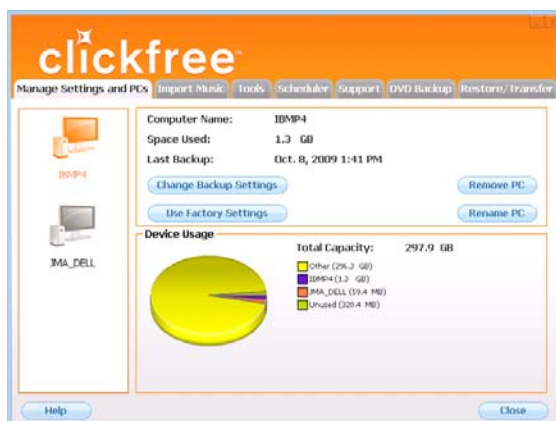 clickfree™
Manage Settings and PCs Import Music Tools Scheduler Support DVD Backup Restore/Transfer
IBMP4
JMA_DELL
Computer Name: IBMP4
Space Used: 1.3 GB
Last Backup: Oct. 8, 2009 1:41 PM
Change Backup Settings Remove PC
Use Factory Settings Rename PC
Device Usage
Total Capacity: 297.9 GB
Other (296.3 GB)
IBMP4 (1.3 GB)
JMA_DELL (59.4 MB)
Unused (320.4 MB)
Help Close